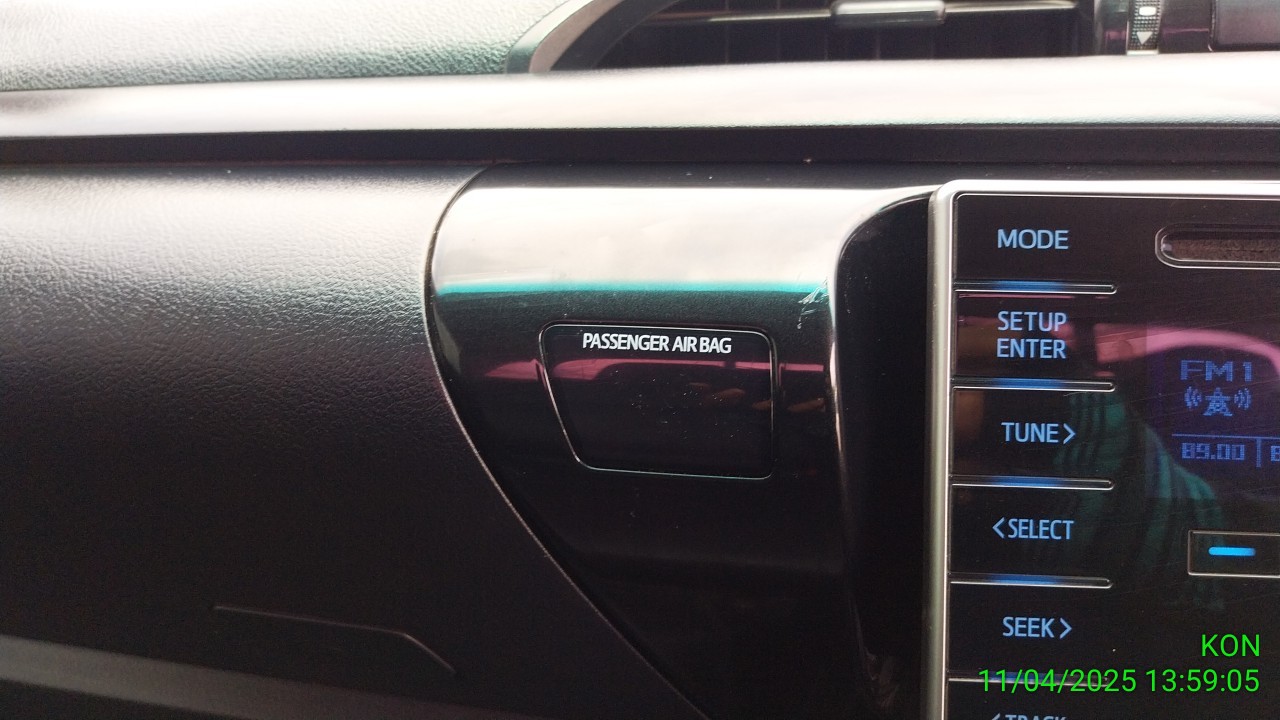 PASSENGER AIR BAG
MODE
SETUP
ENTER
TUNE>
<SELECT
SEEK>
<TRACK
FM1
89.00
KON
11/04/2025 13:59:05